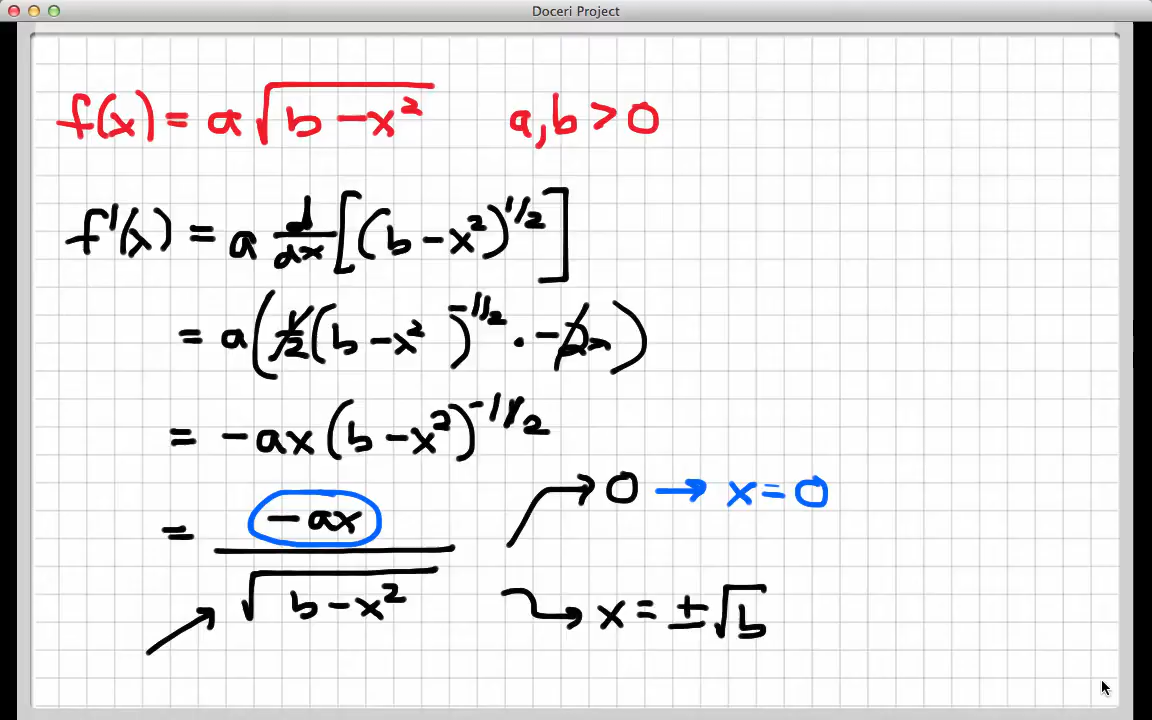 Doceri Project
f(x) = a √(b - x²)   a, b > 0
f'(x) = a d/dx [(b - x²)^1/2]
= a(1/2(b - x²)^-1/2 · -2x)
= -ax(b - x²)^-1/2
→ 0 → x = 0
= -ax / √(b - x²)
→ x = ±√b